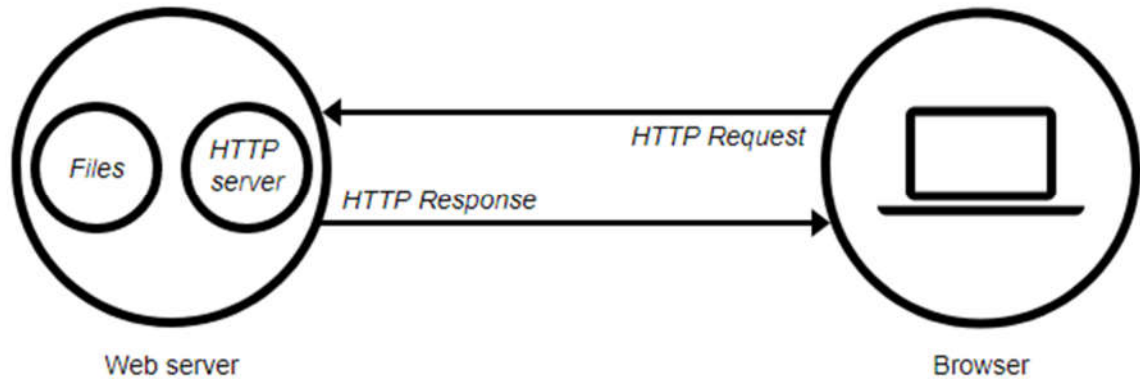 Files
HTTP
server
HTTP Request
HTTP Response
Web server
Browser